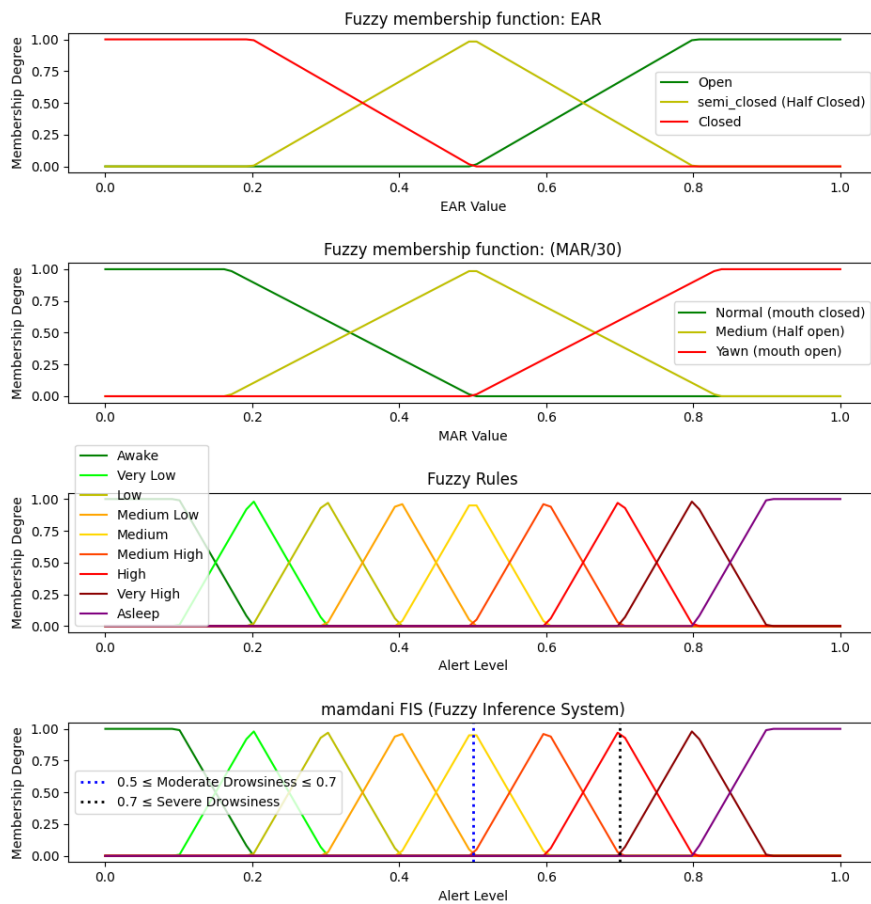 Fuzzy membership function: EAR
Membership Degree
1.00
0.75
0.50
0.25
0.00
Open
semi_closed (Half Closed)
Closed
0.0 0.2 0.4 0.6 0.8 1.0
EAR Value
Fuzzy membership function: (MAR/30)
Membership Degree
1.00
0.75
0.50
0.25
0.00
Normal (mouth closed)
Medium (Half open)
Yawn (mouth open)
0.0 0.2 0.4 0.6 0.8 1.0
MAR Value
Fuzzy Rules
Membership Degree
1.00
0.75
0.50
0.25
0.00
Awake
Very Low
Low
Medium Low
Medium
Medium High
High
Very High
Asleep
0.0 0.2 0.4 0.6 0.8 1.0
Alert Level
mamdani FIS (Fuzzy Inference System)
Membership Degree
1.00
0.75
0.50
0.25
0.00
0.5 ≤ Moderate Drowsiness ≤ 0.7
0.7 ≤ Severe Drowsiness
0.0 0.2 0.4 0.6 0.8 1.0
Alert Level